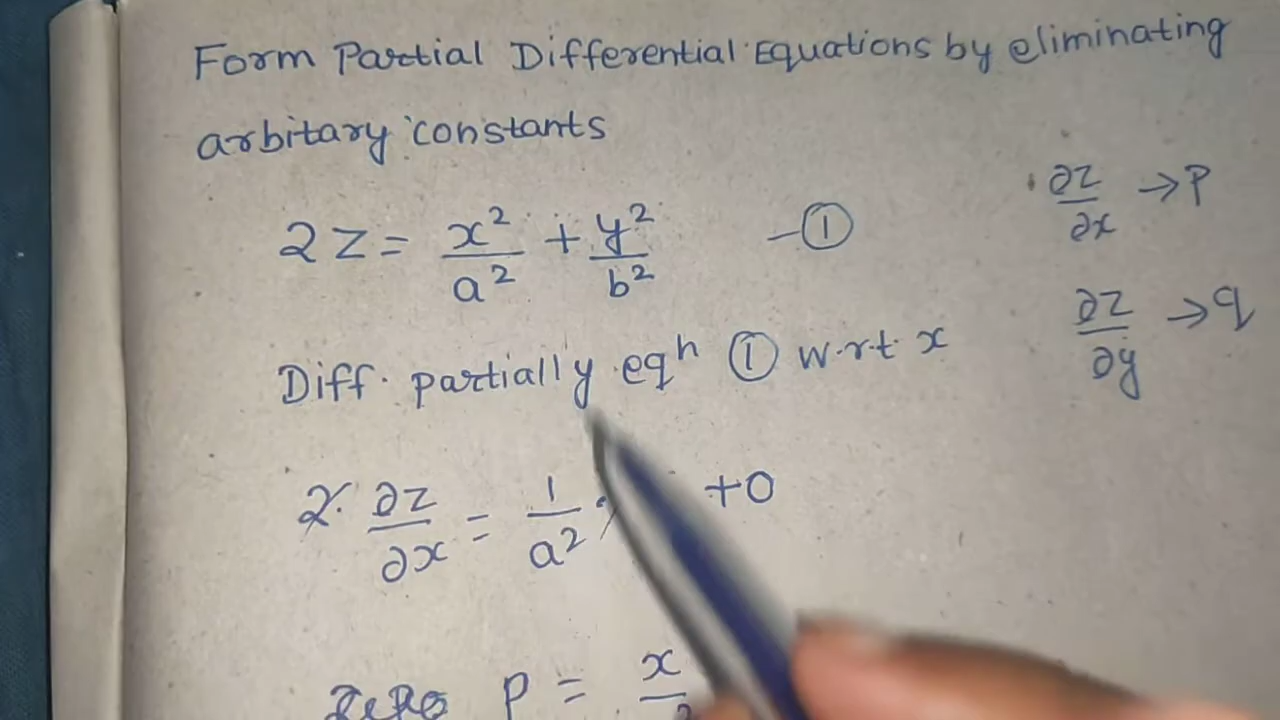 Form Partial Differential Equations by eliminating
arbitary constants
∂z/∂x → P
2z = x²/a² + y²/b² —①
∂z/∂y → q
Diff. partially eqⁿ ① w.r.t x
2. ∂z/∂x = 1/a² . +0
P = x